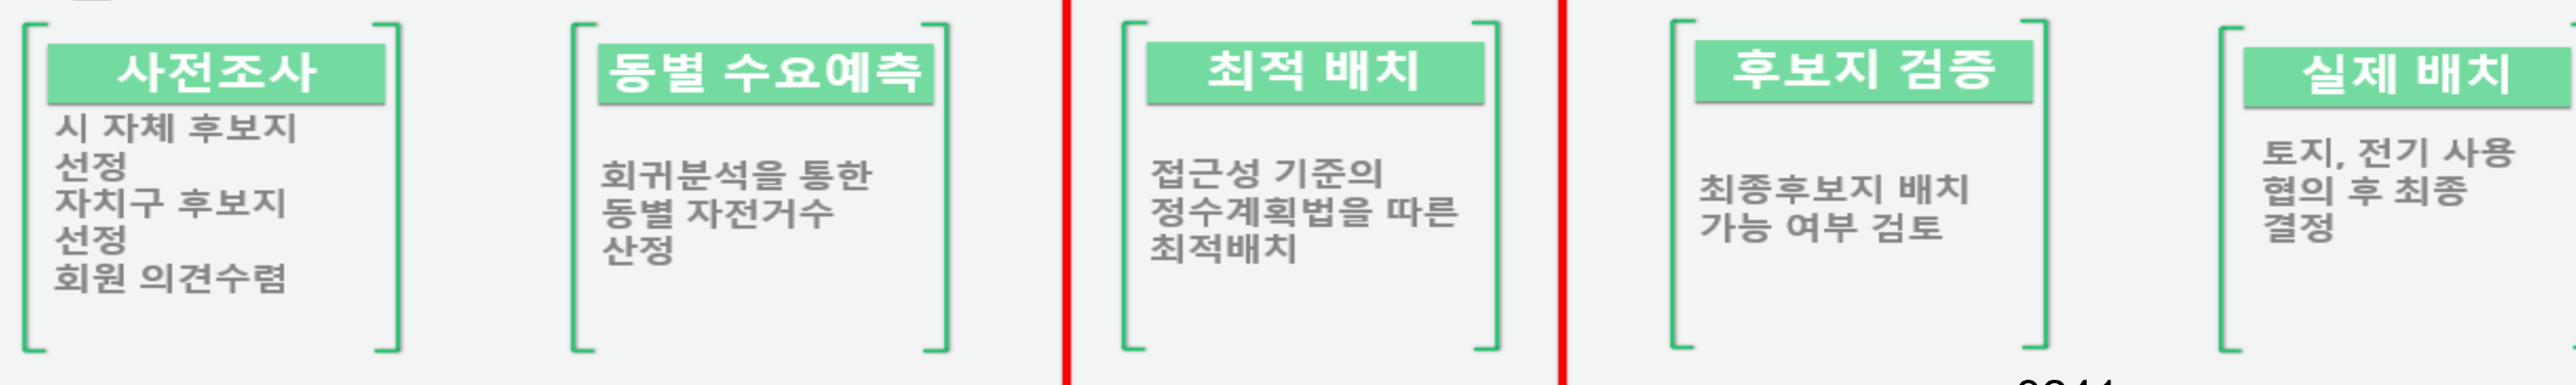 사전조사
시 자체 후보지
선정
자치구 후보지
선정
회원 의견수렴
동별 수요예측
회귀분석을 통한
동별 자전거수
산정
최적 배치
접근성 기준의
정수계획법을 따른
최적배치
후보지 검증
최종후보지 배치
가능 여부 검토
실제 배치
토지, 전기 사용
협의 후 최종
결정